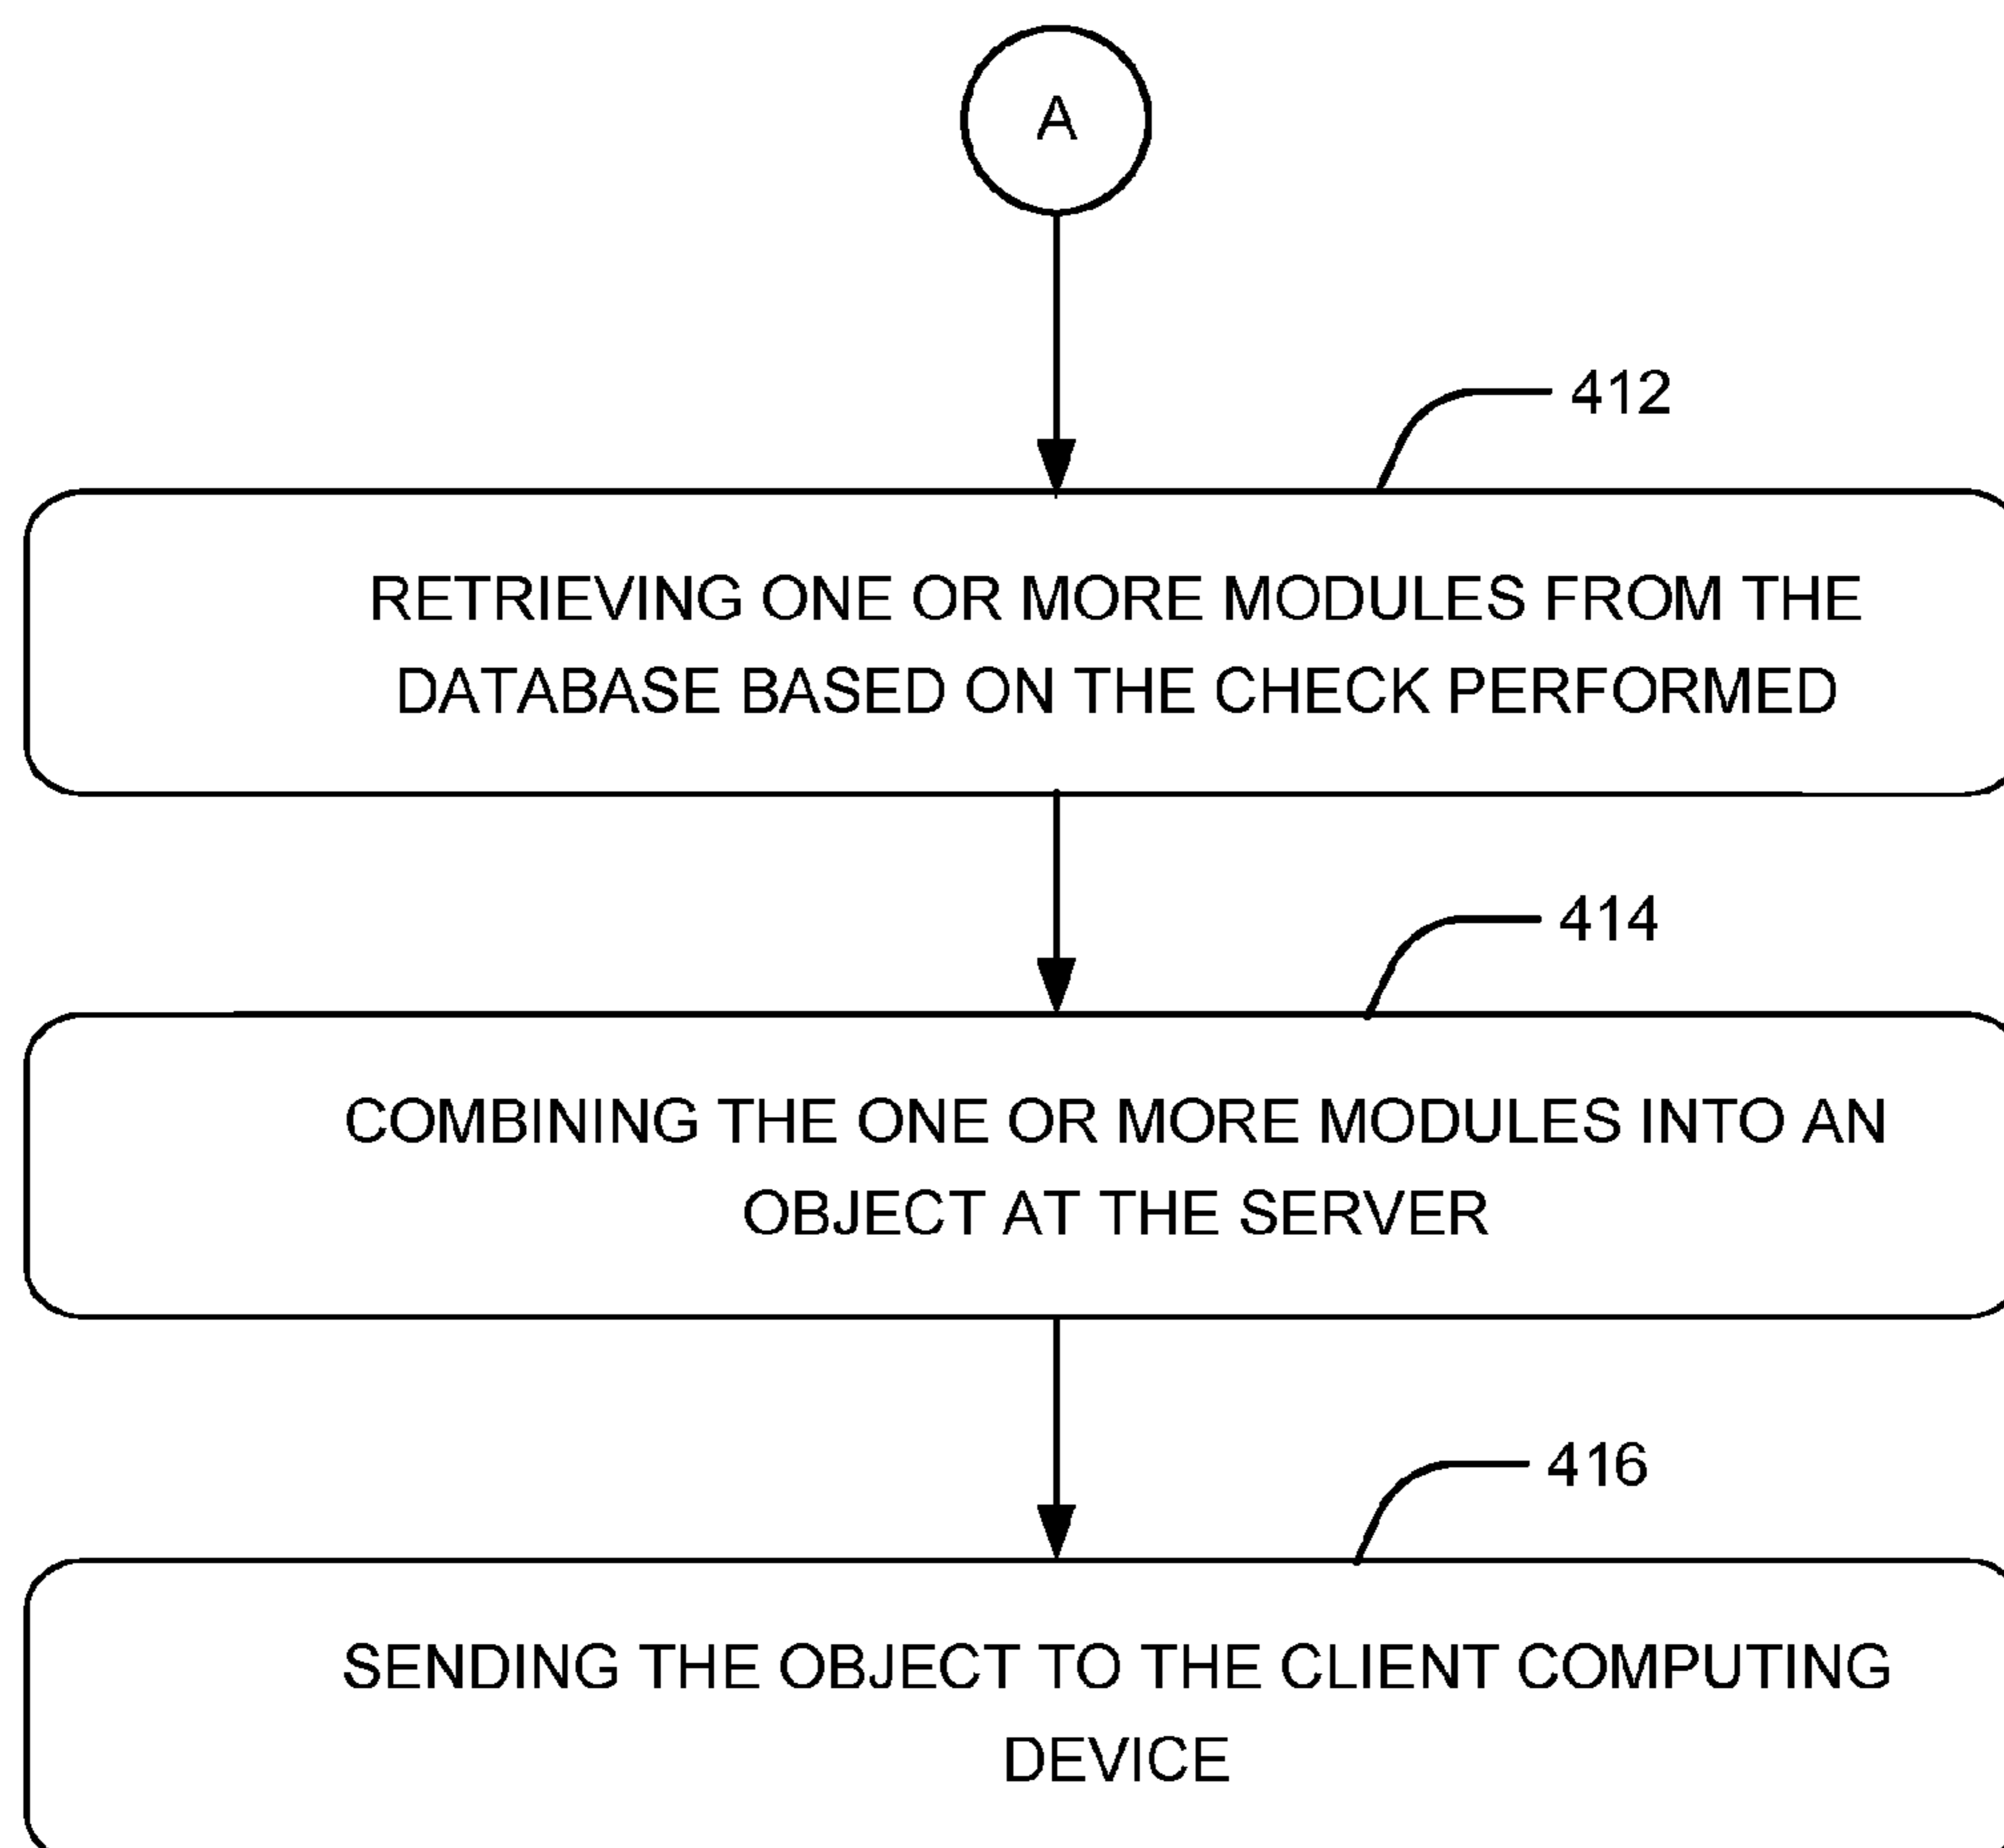 A
412
RETRIEVING ONE OR MORE MODULES FROM THE
DATABASE BASED ON THE CHECK PERFORMED
414
COMBINING THE ONE OR MORE MODULES INTO AN
OBJECT AT THE SERVER
416
SENDING THE OBJECT TO THE CLIENT COMPUTING
DEVICE